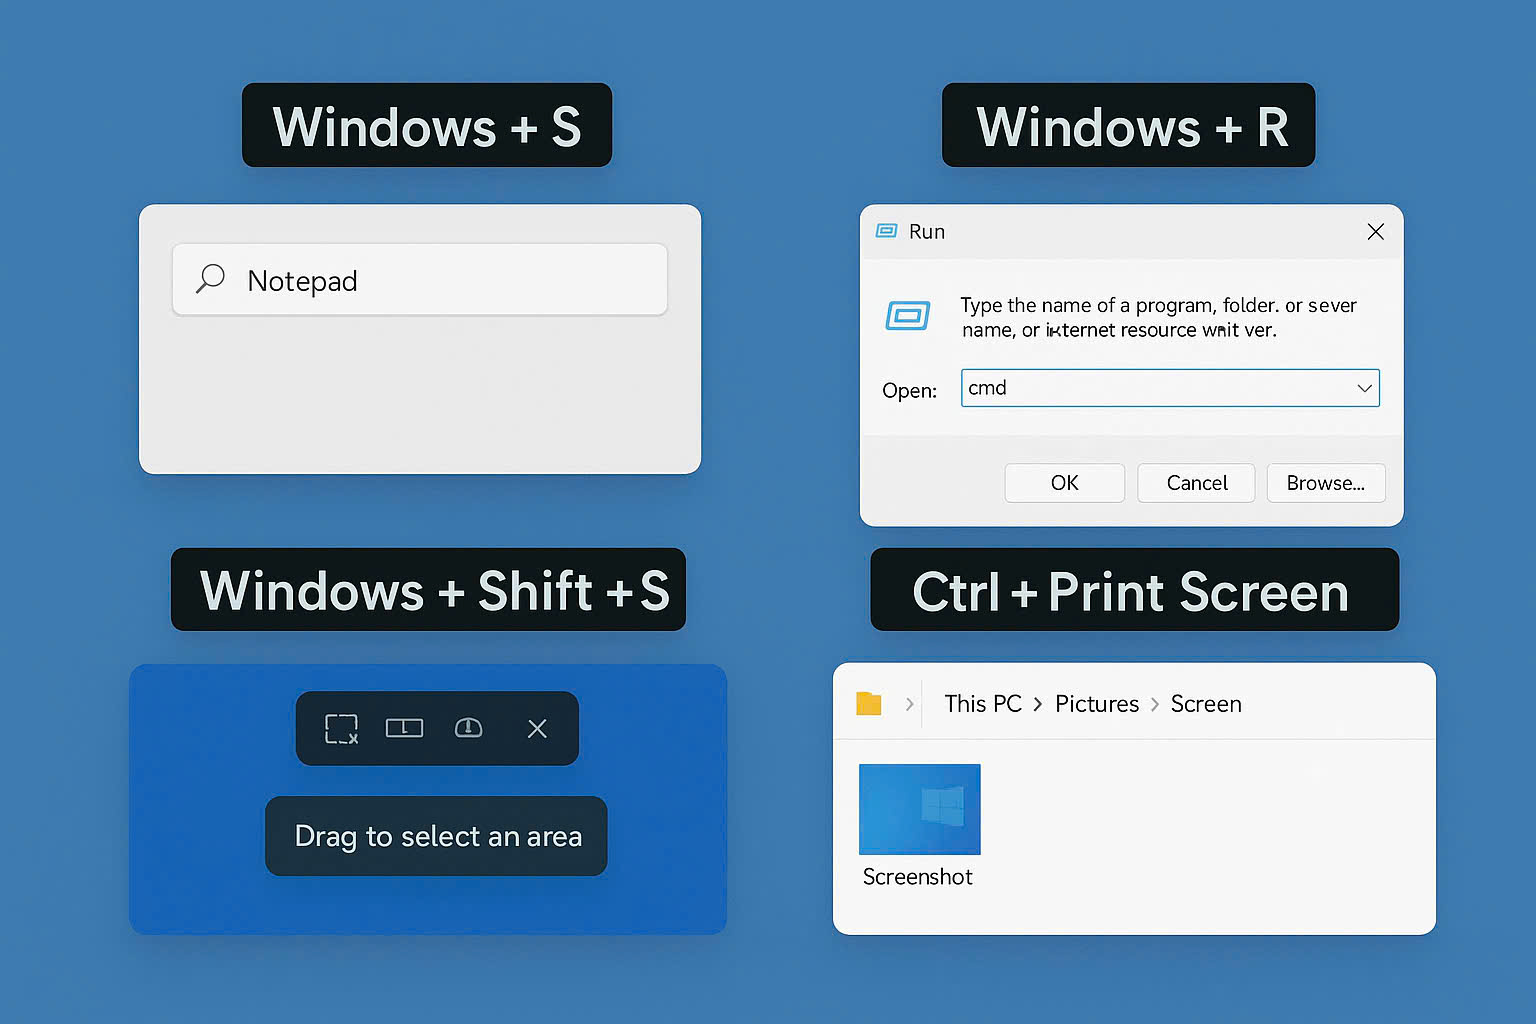 Windows + S
Notepad
Windows + R
Run
Type the name of a program, folder. or sever
name, or internet resource ver.
Open:
cmd
OK
Cancel
Browse...
Windows + Shift + S
Drag to select an area
Ctrl + Print Screen
This PC > Pictures > Screen
Screenshot